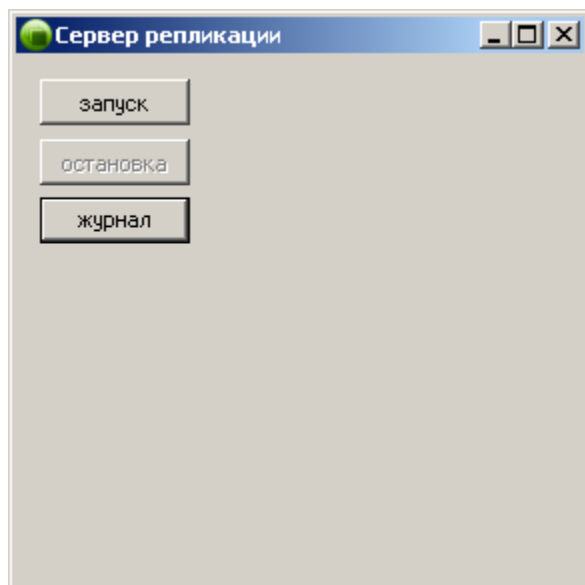 Сервер репликации
запуск
остановка
журнал